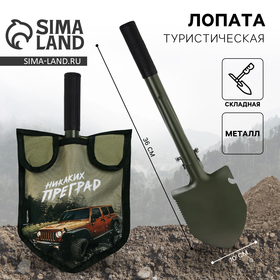 SIMA
LAND
SIMA-LAND.RU
ЛОПАТА
ТУРИСТИЧЕСКАЯ
СКЛАДНАЯ
МЕТАЛЛ
36 СМ
10 СМ
НИКАКИХ
ПРЕГРАД